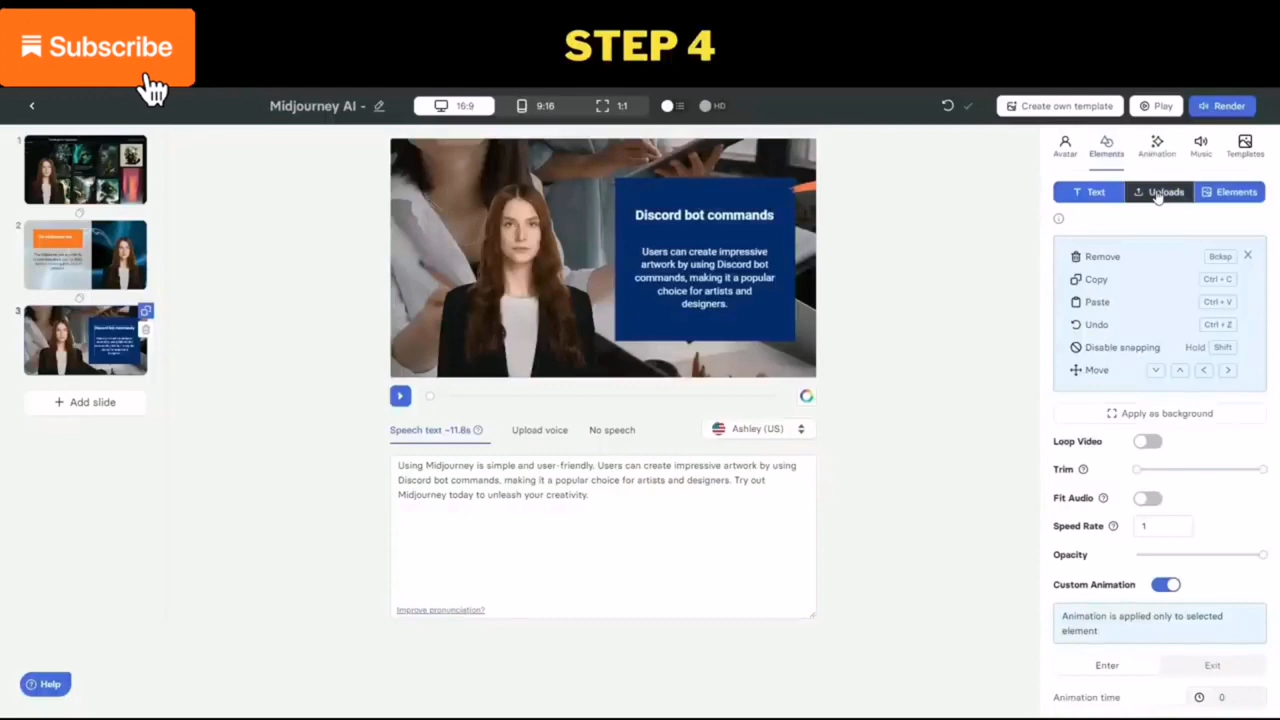 Subscribe
STEP 4
Midjourney AI -
16:9
9:16
1:1
HD
Create own template
Play
Render
1
2
3
Add slide
Help
Discord bot commands
Users can create impressive
artwork by using Discord bot
commands, making it a popular
choice for artists and
designers.
Speech text ~11.8s
Upload voice
No speech
Ashley (US)
Using Midjourney is simple and user-friendly. Users can create impressive artwork by using
Discord bot commands, making it a popular choice for artists and designers. Try out
Midjourney today to unleash your creativity.
Improve pronunciation?
Avatar
Elements
Animation
Music
Templates
Text
Uploads
Elements
Remove
Bcksp
Copy
Ctrl + C
Paste
Ctrl + V
Undo
Ctrl + Z
Disable snapping
Hold
Shift
Move
Apply as background
Loop Video
Trim
Fit Audio
Speed Rate
1
Opacity
Custom Animation
Animation is applied only to selected
element
Enter
Exit
Animation time
0